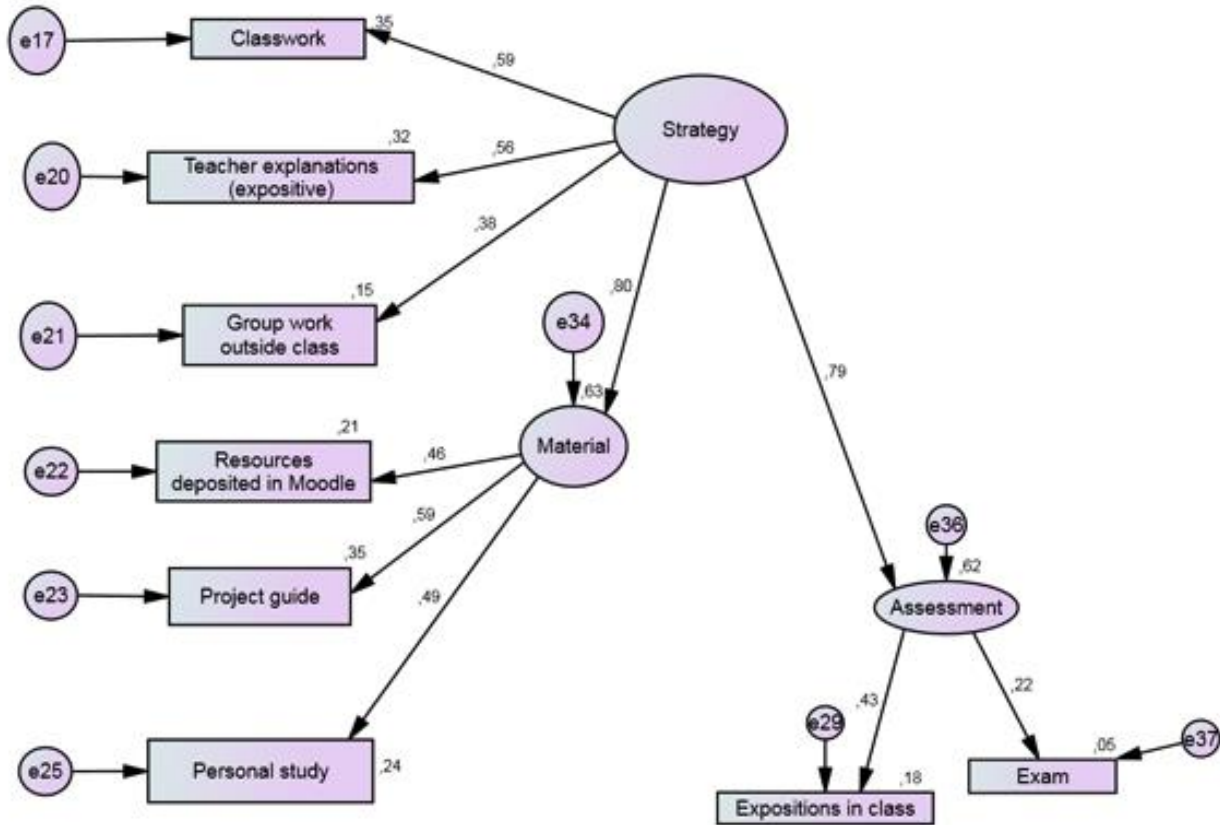 e17
Classwork
,35
,59
Strategy
e20
Teacher explanations
(expositive)
,32
,56
e21
Group work
outside class
,15
,38
e34
,80
,63
Material
,79
e22
Resources
deposited in Moodle
,21
,46
e23
Project guide
,35
,59
e36
,62
Assessment
,49
e25
Personal study
,24
e29
,43
,22
e37
,05
Exam
,18
Expositions in class